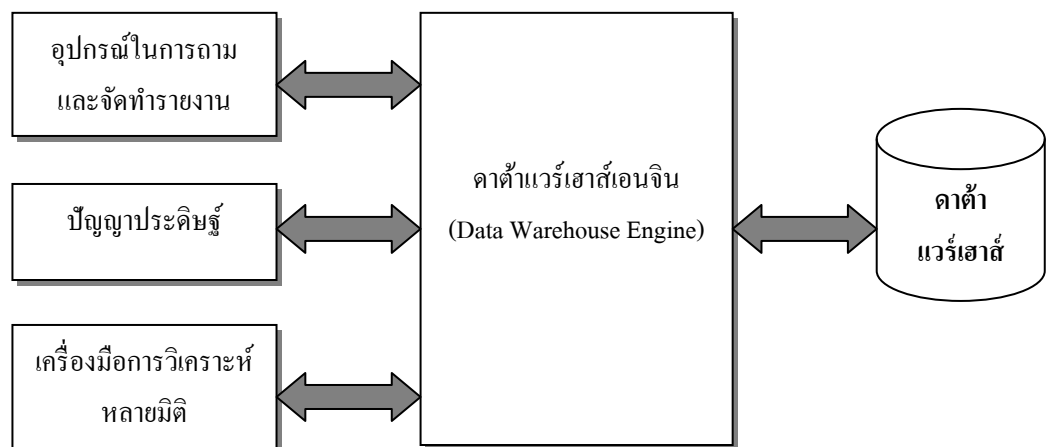 อุปกรณ์ในการถาม
และจัดทำรายงาน
ปัญญาประดิษฐ์
เครื่องมือการวิเคราะห์
หลายมิติ
ดาต้าแวร์เฮาส์เอนจิน
(Data Warehouse Engine)
ดาต้า
แวร์เฮาส์